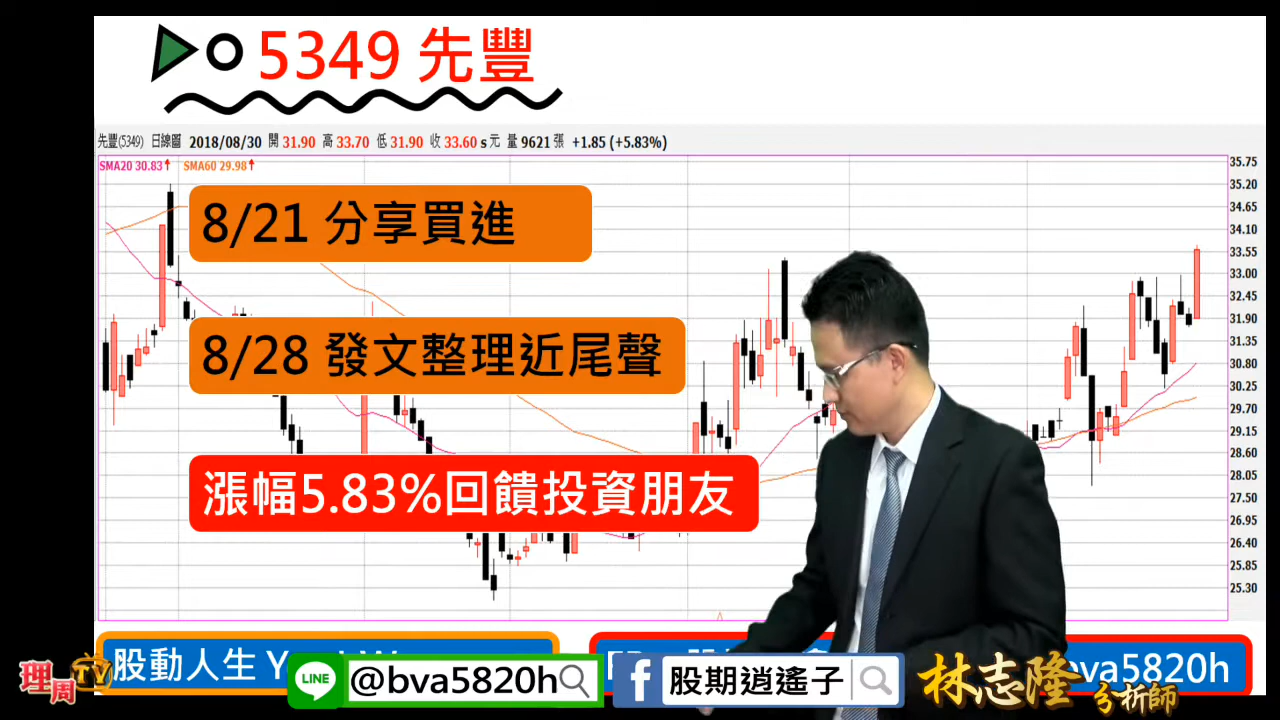 5349 先豐
先豐(5349) 日線圖 2018/08/30 開 31.90 高 33.70 低 31.90 收 33.60 s 元 量 9621 張 +1.85 (+5.83%)
SMA20 30.83↑ SMA60 29.98↑
8/21 分享買進
8/28 發文整理近尾聲
漲幅5.83%回饋投資朋友
35.75
35.20
34.65
34.10
33.55
33.00
32.45
31.90
31.35
30.80
30.25
29.70
29.15
28.60
28.05
27.50
26.95
26.40
25.85
25.30
股動人生
理周TV
LINE @bva5820h
f 股期逍遙子
bva5820h
林志隆 分析師